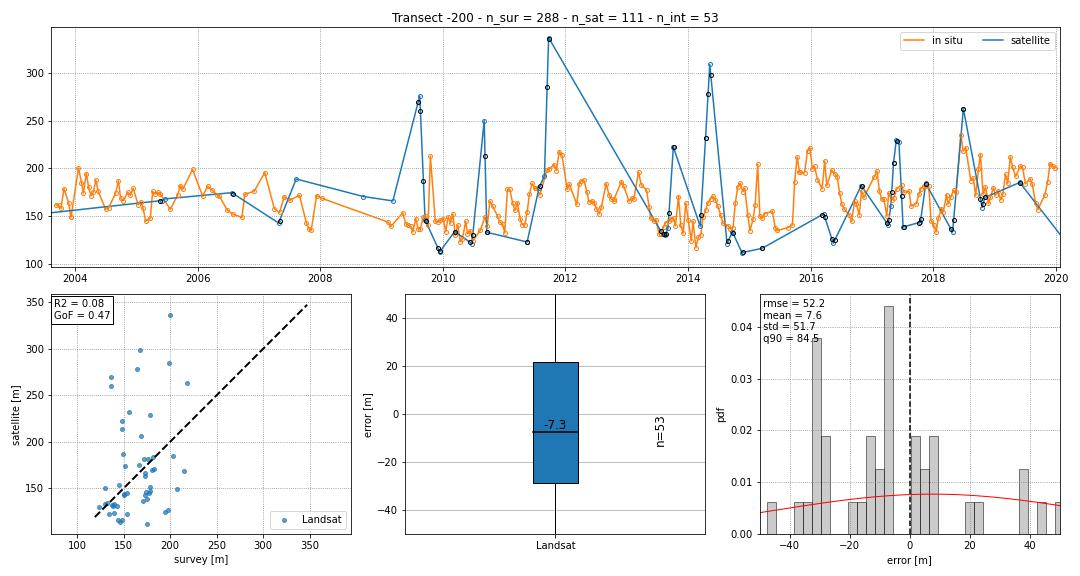 Transect -200 - n_sur = 288 - n_sat = 111 - n_int = 53
in situ
satellite
300
250
200
150
100
2004
2006
2008
2010
2012
2014
2016
2018
2020
R2 = 0.08
GoF = 0.47
350
300
250
200
150
satellite [m]
Landsat
100
150
200
250
300
350
survey [m]
40
20
0
−20
−40
error [m]
-7.3
n=53
Landsat
rmse = 52.2
mean = 7.6
std = 51.7
q90 = 84.5
0.04
0.03
0.02
0.01
0.00
pdf
−40
−20
0
20
40
error [m]